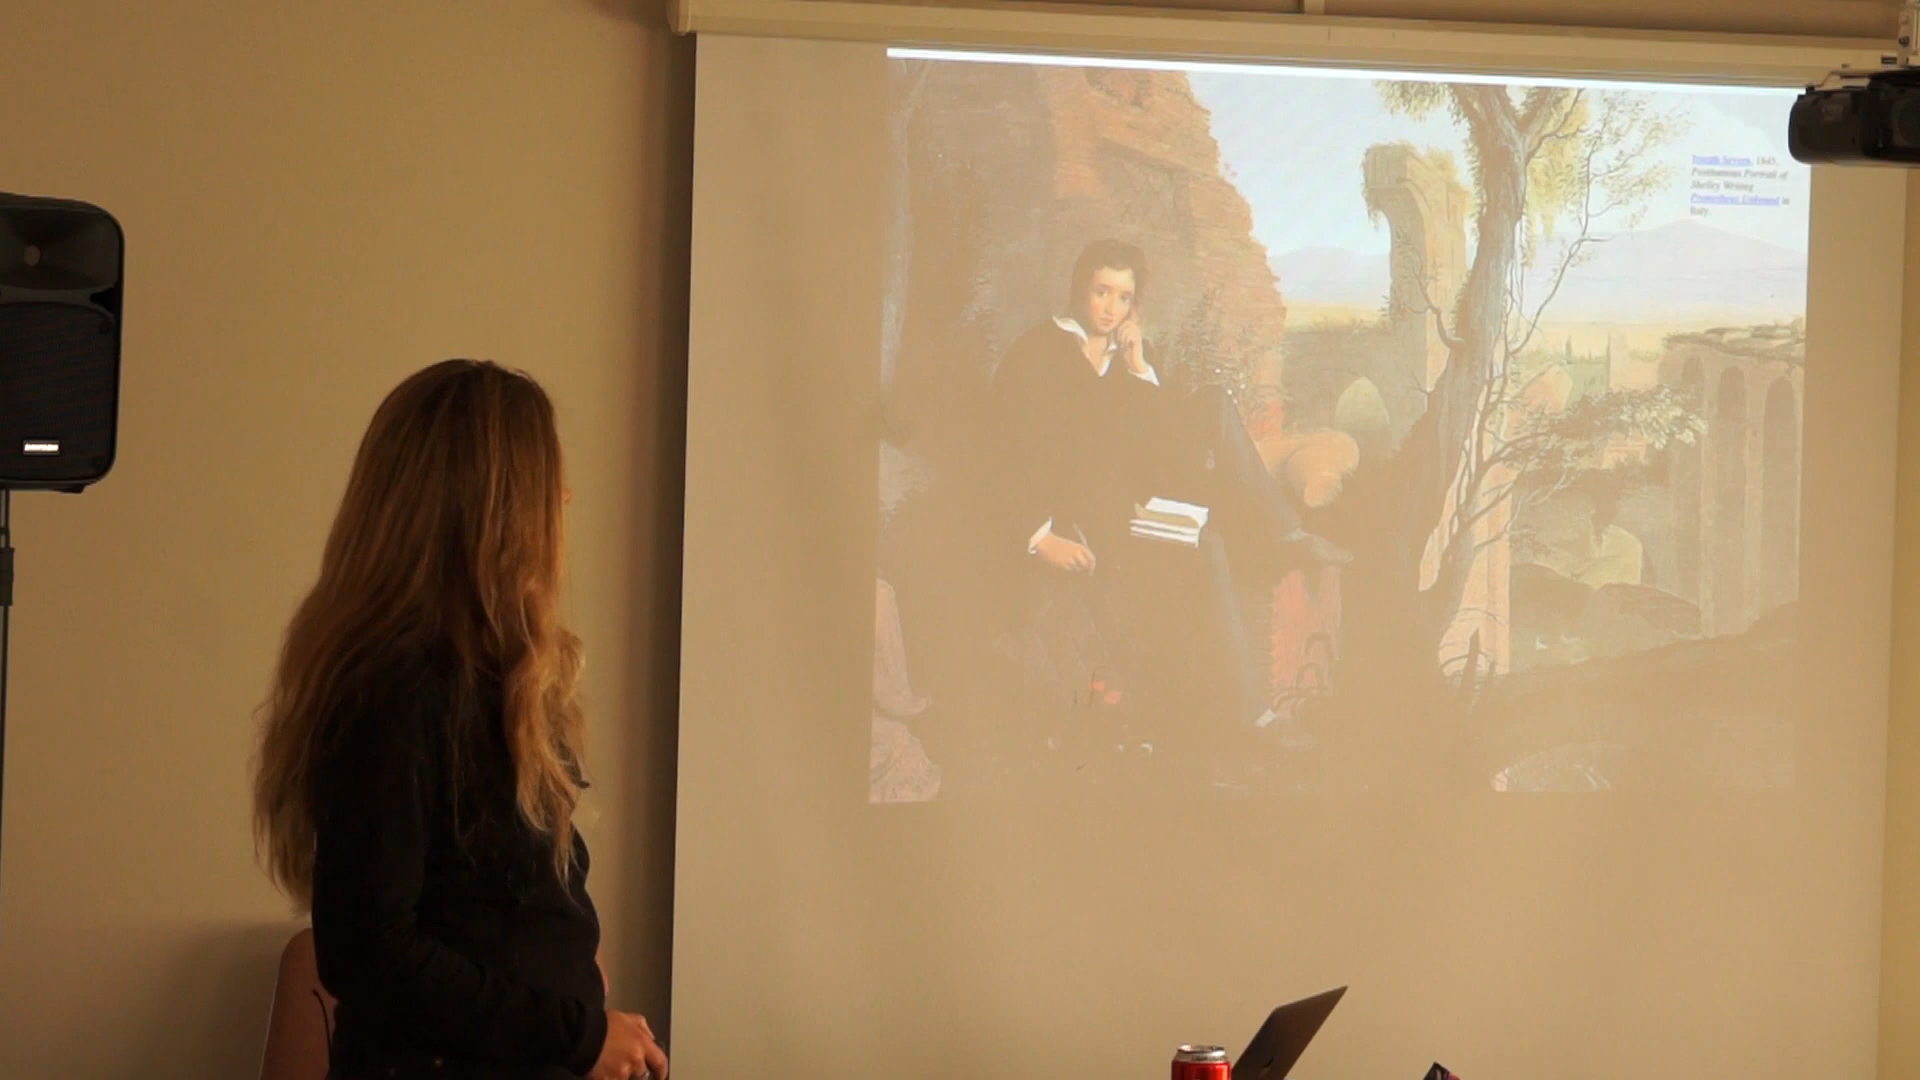 Joseph Severn, 1845,
Posthumous Portrait of
Shelley Writing
Prometheus Unbound in
Italy.